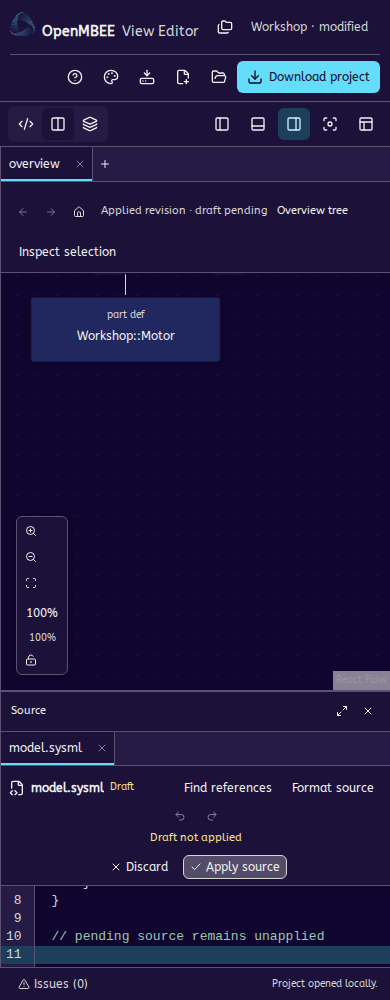 OpenMBEE View Editor
Workshop · modified
Download project
overview
Applied revision · draft pending Overview tree
Inspect selection
part def
Workshop::Motor
100%
100%
React Flow
Source
model.sysml
model.sysml Draft Find references Format source
Draft not applied
Discard Apply source
8 }
9
10 // pending source remains unapplied
11
Issues (0) Project opened locally.